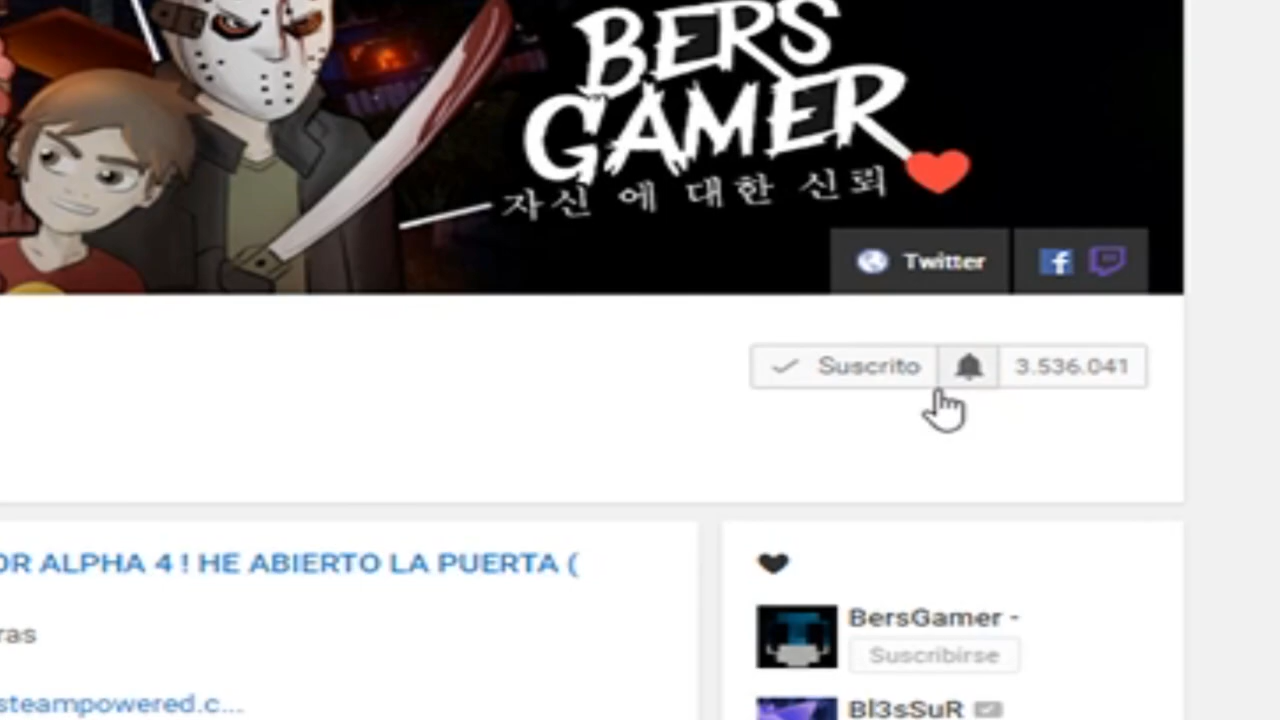 BERS
GAMER
자신 에 대한 신뢰
Twitter
Suscrito
3.536.041
OR ALPHA 4 ! HE ABIERTO LA PUERTA (
ras
steampowered.c...
BersGamer -
Suscribirse
Bl3sSuR